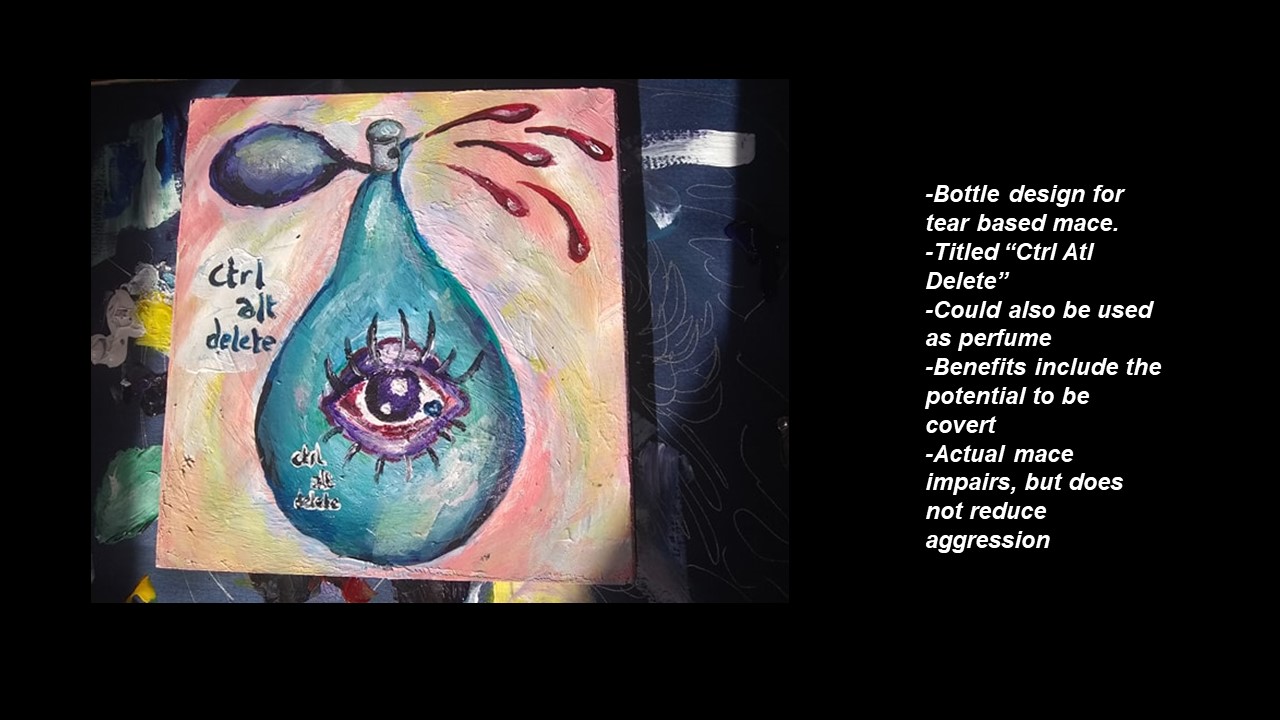 ctrl
alt
delete
ctrl
alt
delete
-Bottle design for
tear based mace.
-Titled “Ctrl Atl
Delete”
-Could also be used
as perfume
-Benefits include the
potential to be
covert
-Actual mace
impairs, but does
not reduce
aggression